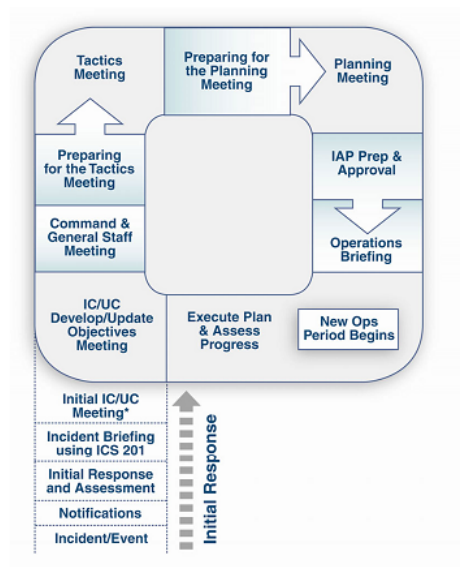 Tactics
Meeting
Preparing for
the Planning
Meeting
Planning
Meeting
Preparing
for the Tactics
Meeting
IAP Prep &
Approval
Command &
General Staff
Meeting
Operations
Briefing
IC/UC
Develop/Update
Objectives
Meeting
Execute Plan
& Assess
Progress
New Ops
Period Begins
Initial IC/UC
Meeting*
Incident Briefing
using ICS 201
Initial Response
and Assessment
Notifications
Incident/Event
Initial Response